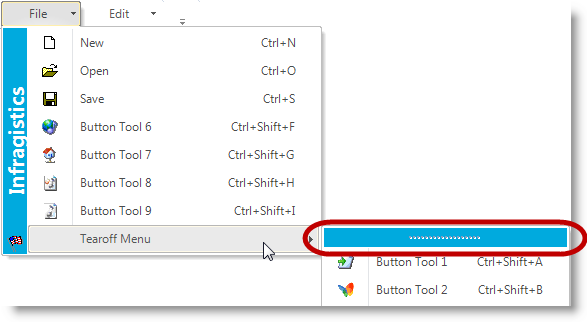 File Edit
New Ctrl+N
Open Ctrl+O
Save Ctrl+S
Button Tool 6 Ctrl+Shift+F
Button Tool 7 Ctrl+Shift+G
Button Tool 8 Ctrl+Shift+H
Button Tool 9 Ctrl+Shift+I
Tearoff Menu
Infragistics
Button Tool 1 Ctrl+Shift+A
Button Tool 2 Ctrl+Shift+B